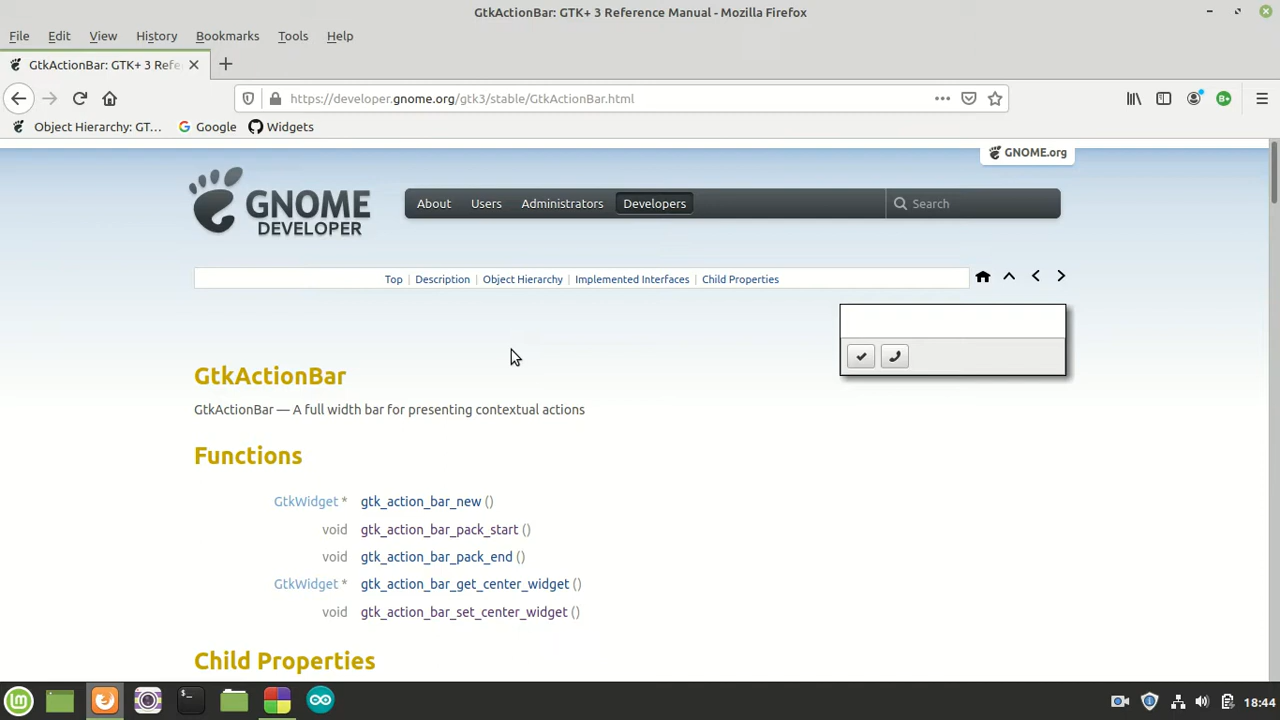 GtkActionBar: GTK+ 3 Reference Manual - Mozilla Firefox
File Edit View History Bookmarks Tools Help
GtkActionBar: GTK+ 3 Refe
https://developer.gnome.org/gtk3/stable/GtkActionBar.html
B+
Object Hierarchy: GT... Google Widgets
GNOME.org
GNOME DEVELOPER
About Users Administrators Developers Search
Top | Description | Object Hierarchy | Implemented Interfaces | Child Properties
GtkActionBar
GtkActionBar — A full width bar for presenting contextual actions
Functions
GtkWidget * gtk_action_bar_new ()
void gtk_action_bar_pack_start ()
void gtk_action_bar_pack_end ()
GtkWidget * gtk_action_bar_get_center_widget ()
void gtk_action_bar_set_center_widget ()
Child Properties
18:44